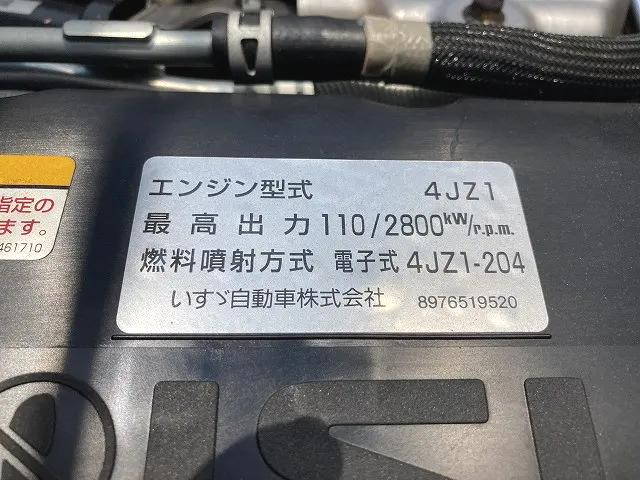 エンジン型式 4JZ1
最高出力 110/2800kW/r.p.m.
燃料噴射方式 電子式 4JZ1-204
いすゞ自動車株式会社 8976519520
指定の
ます。
461710